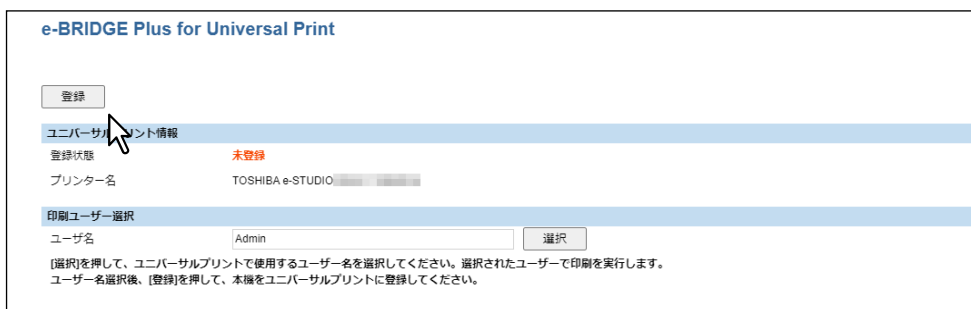 e-BRIDGE Plus for Universal Print
登録
ユニバーサルプリント情報
登録状態 未登録
プリンター名 TOSHIBA e-STUDIO
印刷ユーザー選択
ユーザ名 Admin 選択
[選択]を押して、ユニバーサルプリントで使用するユーザー名を選択してください。選択されたユーザーで印刷を実行します。
ユーザー名選択後、[登録]を押して、本機をユニバーサルプリントに登録してください。